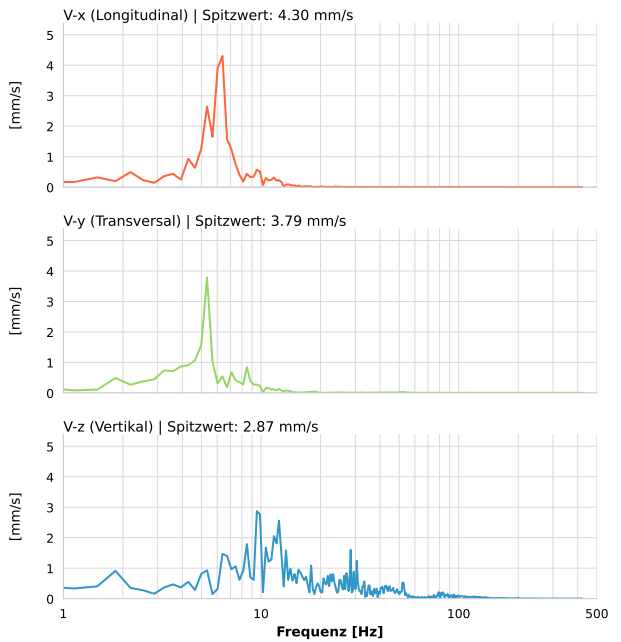 V-x (Longitudinal) | Spitzwert: 4.30 mm/s
5
4
3
2
1
0
[mm/s]
V-y (Transversal) | Spitzwert: 3.79 mm/s
5
4
3
2
1
0
[mm/s]
V-z (Vertikal) | Spitzwert: 2.87 mm/s
5
4
3
2
1
0
[mm/s]
1 10 100 500
Frequenz [Hz]